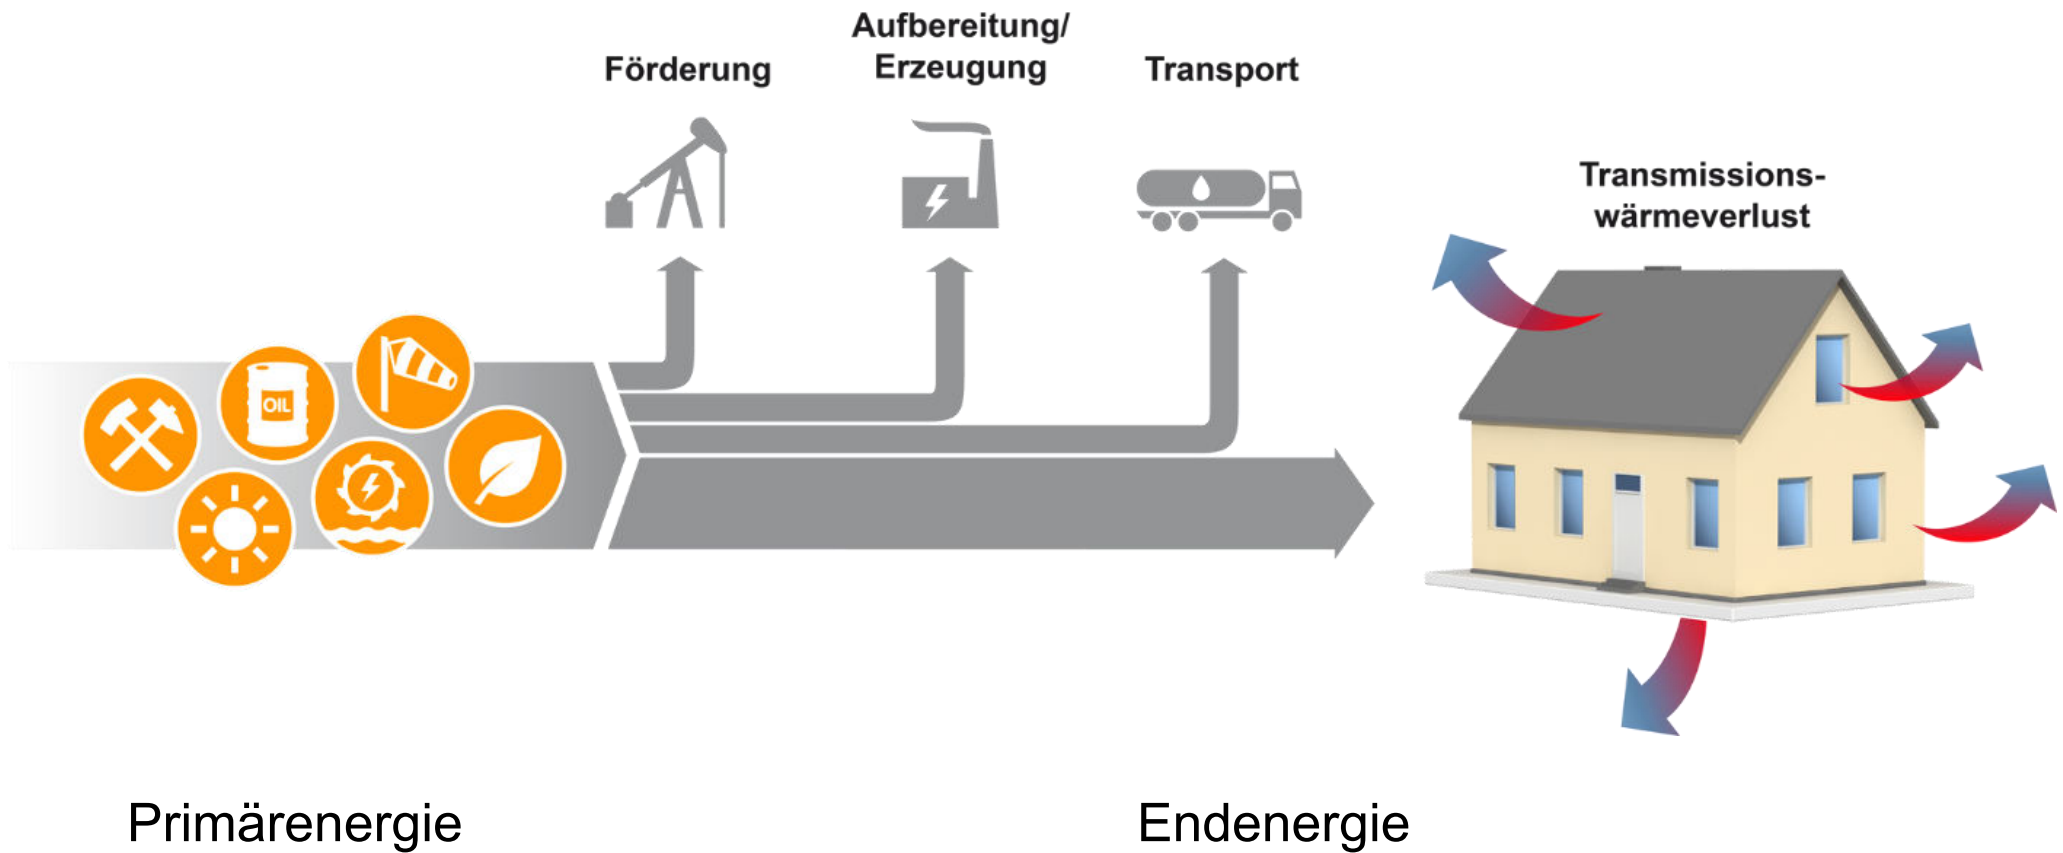 Förderung
Aufbereitung/
Erzeugung
Transport
Transmissions-
wärmeverlust
OIL
Primärenergie
Endenergie